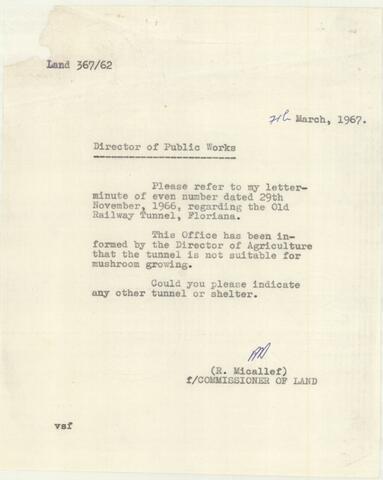 Land 367/62
7th March, 1967.
Director of Public Works
Please refer to my letter-
minute of even number dated 29th
November, 1966, regarding the Old
Railway Tunnel, Floriana.
This Office has been in-
formed by the Director of Agriculture
that the tunnel is not suitable for
mushroom growing.
Could you please indicate
any other tunnel or shelter.
(R. Micallef)
f/COMMISSIONER OF LAND
vsf